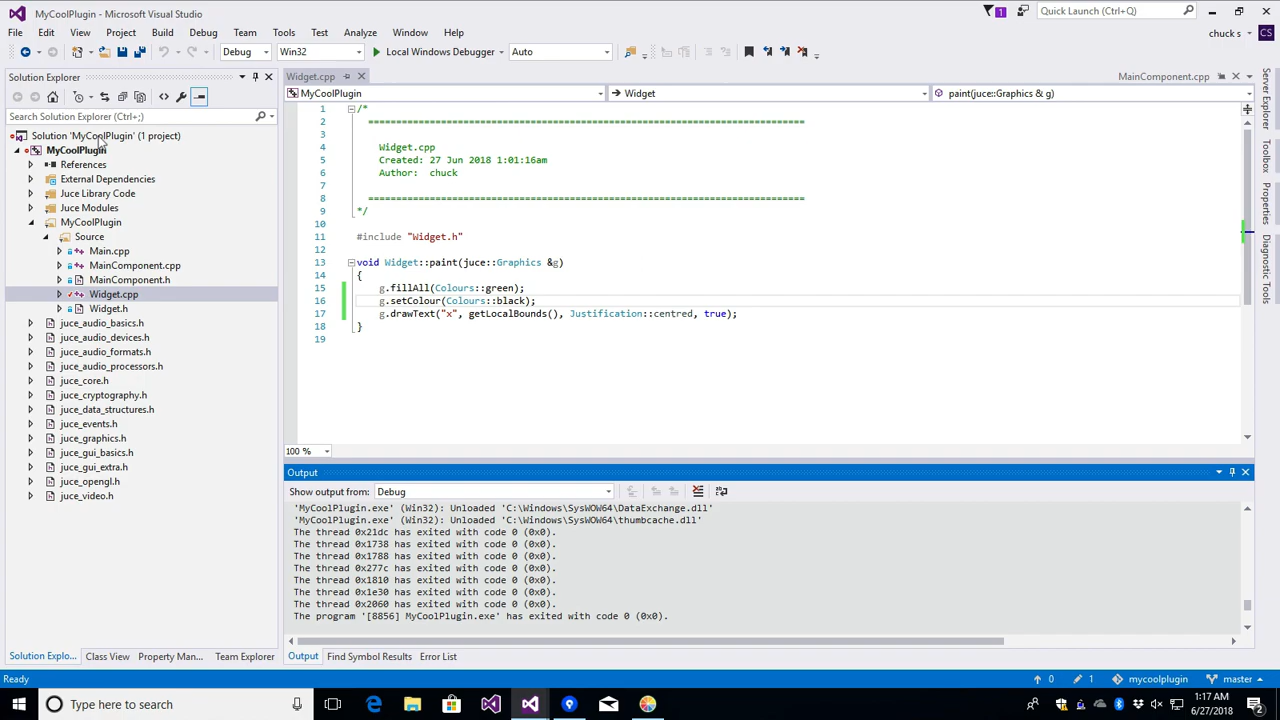 MyCoolPlugin - Microsoft Visual Studio
1
Quick Launch (Ctrl+Q)
File Edit View Project Build Debug Team Tools Test Analyze Window Help
chuck s
CS
Debug Win32 Local Windows Debugger Auto
Solution Explorer
Search Solution Explorer (Ctrl+;)
Solution 'MyCoolPlugin' (1 project)
MyCoolPlugin
References
External Dependencies
Juce Library Code
Juce Modules
MyCoolPlugin
Source
Main.cpp
MainComponent.cpp
MainComponent.h
Widget.cpp
Widget.h
juce_audio_basics.h
juce_audio_devices.h
juce_audio_formats.h
juce_audio_processors.h
juce_core.h
juce_cryptography.h
juce_data_structures.h
juce_events.h
juce_graphics.h
juce_gui_basics.h
juce_gui_extra.h
juce_opengl.h
juce_video.h
Solution Explo... Class View Property Man... Team Explorer
Widget.cpp
MainComponent.cpp
MyCoolPlugin Widget paint(juce::Graphics & g)
1 /*
2 ==============================================================================
3
4 Widget.cpp
5 Created: 27 Jun 2018 1:01:16am
6 Author: chuck
7
8 ==============================================================================
9 */
10
11 #include "Widget.h"
12
13 void Widget::paint(juce::Graphics &g)
14 {
15 g.fillAll(Colours::green);
16 g.setColour(Colours::black);
17 g.drawText("x", getLocalBounds(), Justification::centred, true);
18 }
19
100 %
Output
Show output from: Debug
'MyCoolPlugin.exe' (Win32): Unloaded 'C:\Windows\SysWOW64\DataExchange.dll'
'MyCoolPlugin.exe' (Win32): Unloaded 'C:\Windows\SysWOW64\thumbcache.dll'
The thread 0x21dc has exited with code 0 (0x0).
The thread 0x1738 has exited with code 0 (0x0).
The thread 0x1788 has exited with code 0 (0x0).
The thread 0x277c has exited with code 0 (0x0).
The thread 0x1810 has exited with code 0 (0x0).
The thread 0x1e30 has exited with code 0 (0x0).
The thread 0x2060 has exited with code 0 (0x0).
The program '[8856] MyCoolPlugin.exe' has exited with code 0 (0x0).
Output Find Symbol Results Error List
Server Explorer
Toolbox
Properties
Diagnostic Tools
Ready
0 1 mycoolplugin master
Type here to search
1:17 AM
6/27/2018
2